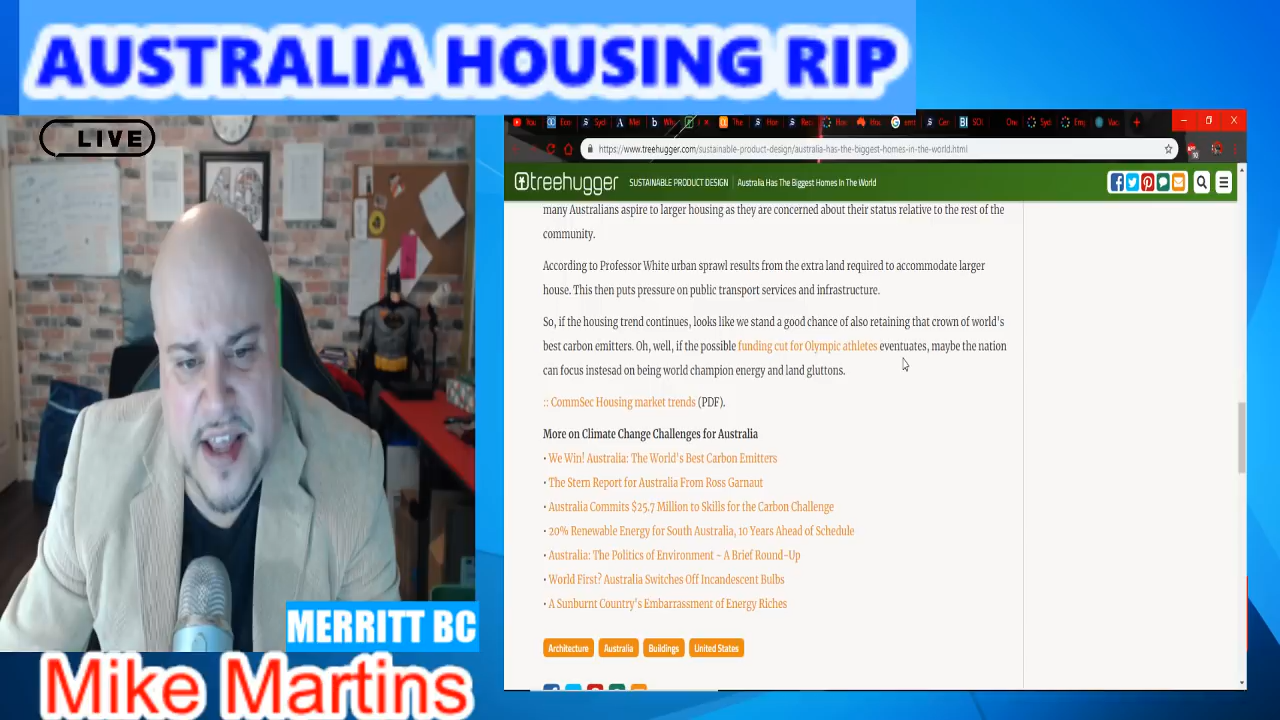 AUSTRALIA HOUSING RIP
LIVE
https://www.treehugger.com/sustainable-product-design/australia-has-the-biggest-homes-in-the-world.html
treehugger SUSTAINABLE PRODUCT DESIGN Australia Has The Biggest Homes In The World
many Australians aspire to larger housing as they are concerned about their status relative to the rest of the
community.
According to Professor White urban sprawl results from the extra land required to accommodate larger
house. This then puts pressure on public transport services and infrastructure.
So, if the housing trend continues, looks like we stand a good chance of also retaining that crown of world's
best carbon emitters. Oh, well, if the possible funding cut for Olympic athletes eventuates, maybe the nation
can focus instesad on being world champion energy and land gluttons.
:: CommSec Housing market trends (PDF).
More on Climate Change Challenges for Australia
· We Win! Australia: The World's Best Carbon Emitters
· The Stern Report for Australia From Ross Garnaut
· Australia Commits $25.7 Million to Skills for the Carbon Challenge
· 20% Renewable Energy for South Australia, 10 Years Ahead of Schedule
· Australia: The Politics of Environment - A Brief Round-Up
· World First? Australia Switches Off Incandescent Bulbs
· A Sunburnt Country's Embarrassment of Energy Riches
Architecture Australia Buildings United States
MERRITT BC
Mike Martins